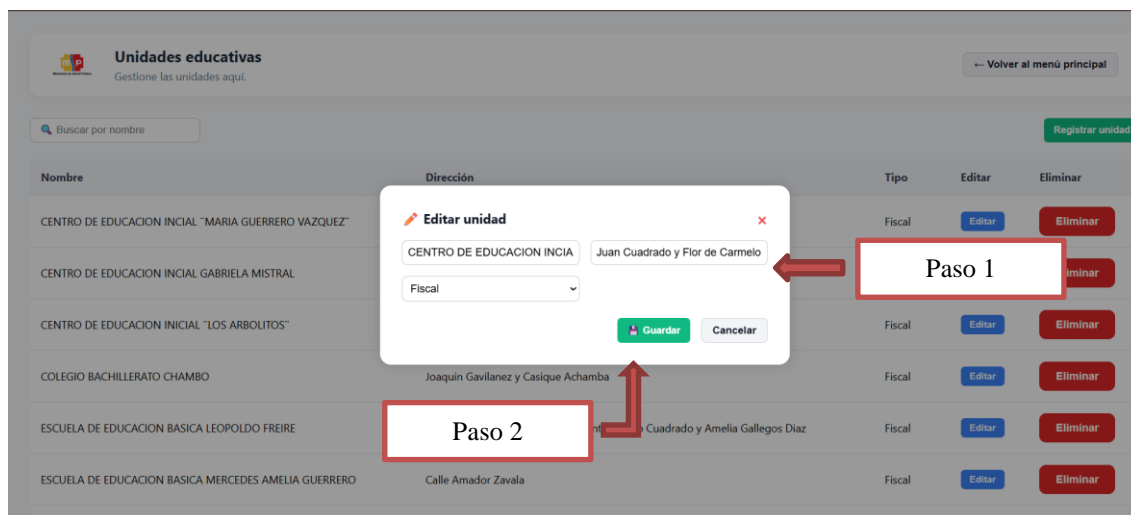 Unidades educativas
Gestione las unidades aquí.
← Volver al menú principal
Buscar por nombre
Registrar unidad
Nombre Dirección Tipo Editar Eliminar
CENTRO DE EDUCACION INCIAL ¨MARIA GUERRERO VAZQUEZ¨ Fiscal Editar Eliminar
Editar unidad ×
CENTRO DE EDUCACION INCIA Juan Cuadrado y Flor de Carmelo
Paso 1
CENTRO DE EDUCACION INCIAL GABRIELA MISTRAL
Fiscal
CENTRO DE EDUCACION INICIAL ¨LOS ARBOLITOS¨ Fiscal Editar Eliminar
Guardar Cancelar
COLEGIO BACHILLERATO CHAMBO Joaquin Gavilanez y Casique Achamba Fiscal Editar Eliminar
Paso 2
ESCUELA DE EDUCACION BASICA LEOPOLDO FREIRE Cuadrado y Amelia Gallegos Diaz Fiscal Editar Eliminar
ESCUELA DE EDUCACION BASICA MERCEDES AMELIA GUERRERO Calle Amador Zavala Fiscal Editar Eliminar